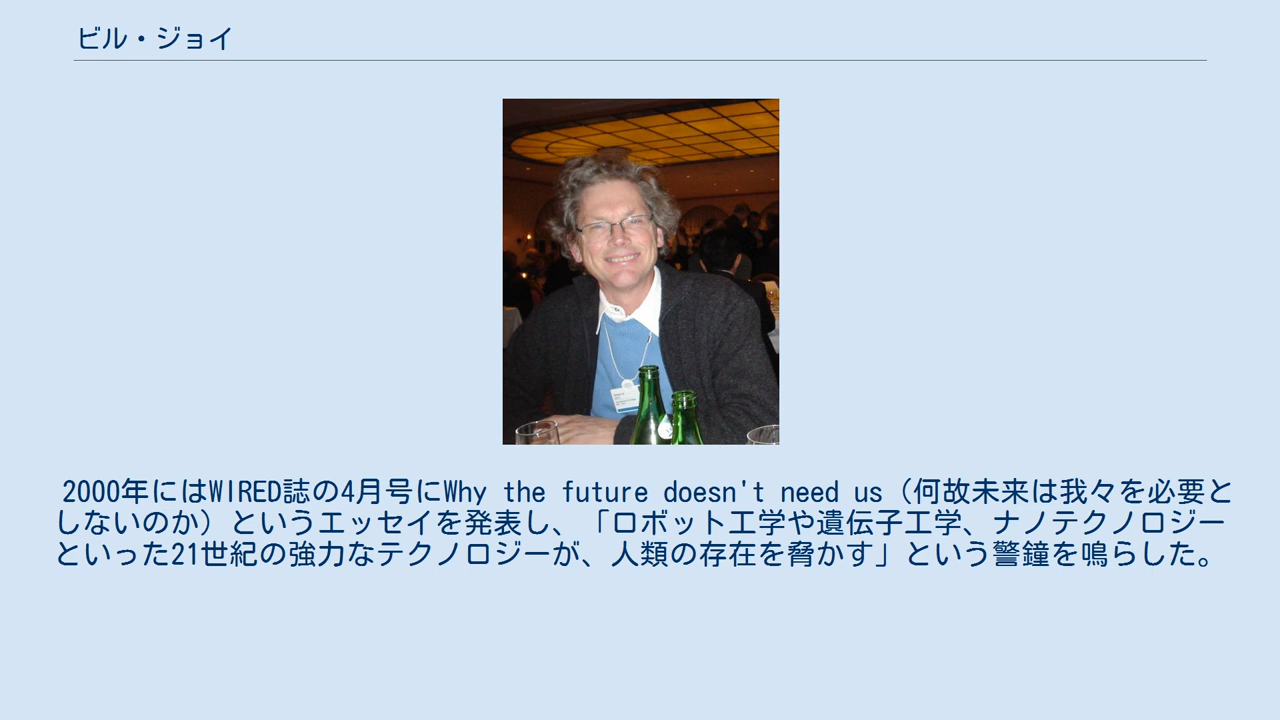 ビル・ジョイ
2000年にはWIRED誌の4月号にWhy the future doesn't need us（何故未来は我々を必要と
しないのか）というエッセイを発表し、「ロボット工学や遺伝子工学、ナノテクノロジー
といった21世紀の強力なテクノロジーが、人類の存在を脅かす」という警鐘を鳴らした。